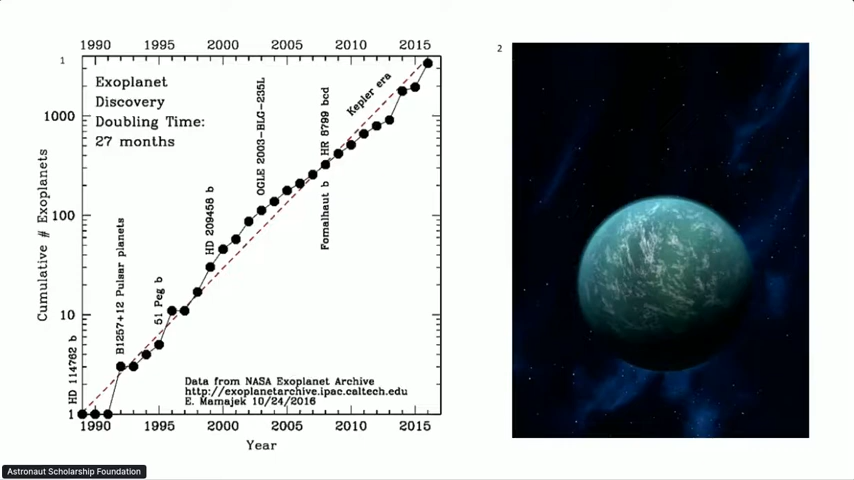 1990 1995 2000 2005 2010 2015
1
2
Exoplanet
Discovery
Doubling Time:
27 months
1000
100
10
1
Cumulative # Exoplanets
HD 114762 b
B1257+12 Pulsar planets
51 Peg b
HD 209458 b
OGLE 2003-BLG-235L
Fomalhaut b
HR 8799 bcd
Kepler era
Data from NASA Exoplanet Archive
http://exoplanetarchive.ipac.caltech.edu
E. Mamajek 10/24/2016
1990 1995 2000 2005 2010 2015
Year
Astronaut Scholarship Foundation